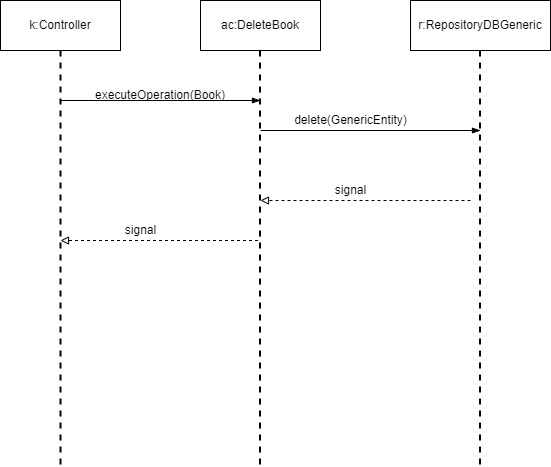 k:Controller
ac:DeleteBook
r:RepositoryDBGeneric
executeOperation(Book)
delete(GenericEntity)
signal
signal